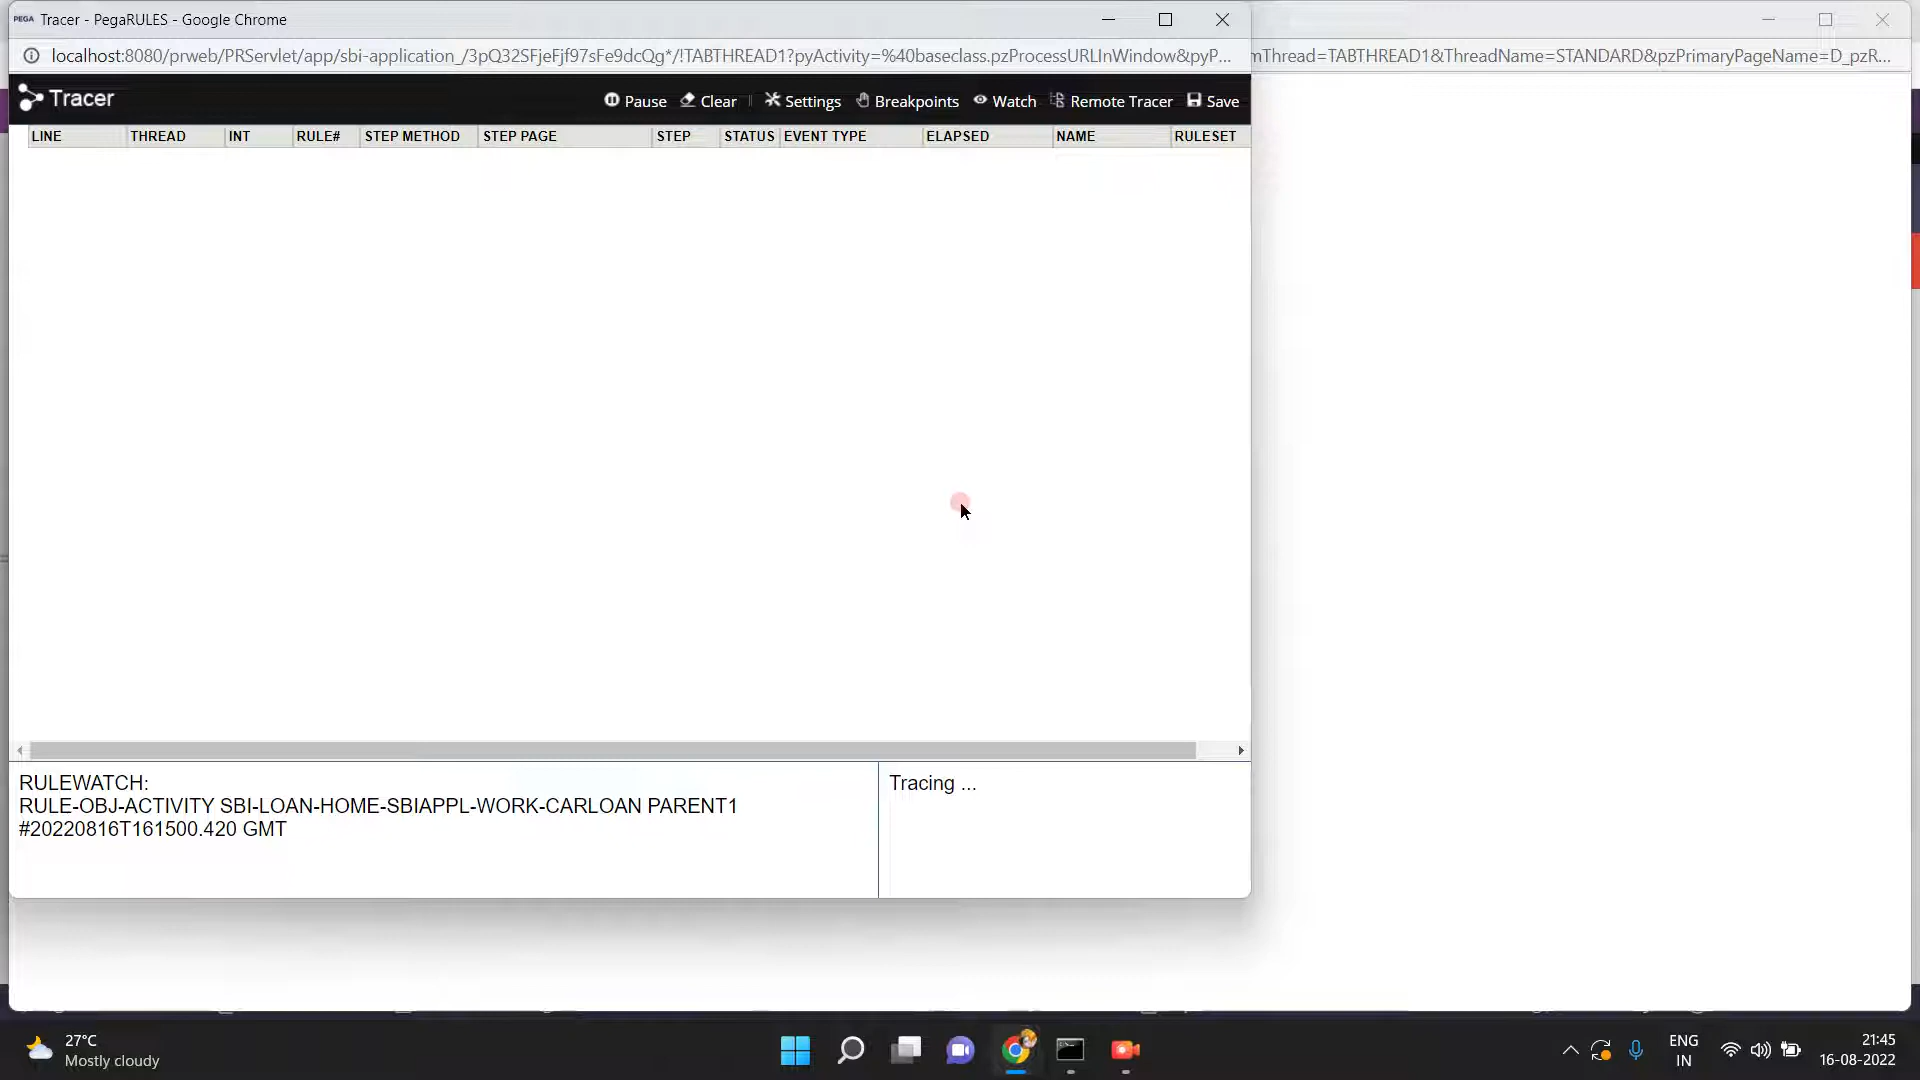 PEGA Tracer - PegaRULES - Google Chrome
localhost:8080/prweb/PRServlet/app/sbi-application_/3pQ32SFjeFjf97sFe9dcQg*/!TABTHREAD1?pyActivity=%40baseclass.pzProcessURLInWindow&pyP...
mThread=TABTHREAD1&ThreadName=STANDARD&pzPrimaryPageName=D_pzR...
Tracer
Pause Clear Settings Breakpoints Watch Remote Tracer Save
LINE THREAD INT RULE# STEP METHOD STEP PAGE STEP STATUS EVENT TYPE ELAPSED NAME RULESET
RULEWATCH:
RULE-OBJ-ACTIVITY SBI-LOAN-HOME-SBIAPPL-WORK-CARLOAN PARENT1
#20220816T161500.420 GMT
Tracing ...
27°C
Mostly cloudy
ENG
IN
21:45
16-08-2022